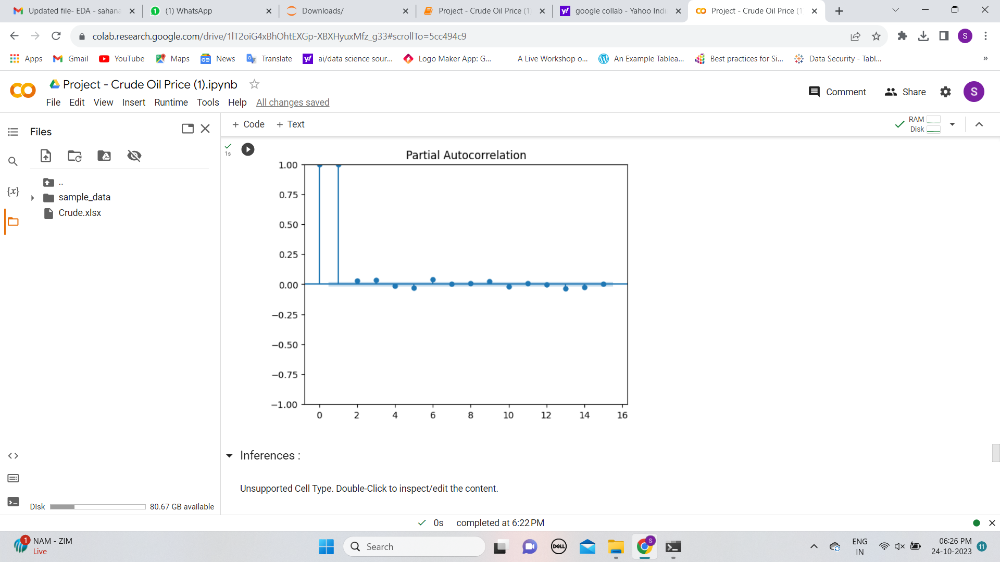 Updated file- EDA - sahana
(1) WhatsApp
Downloads/
Project - Crude Oil Price (1
google collab - Yahoo Indi
Project - Crude Oil Price (1
colab.research.google.com/drive/1IT2oiG4xBhOhtEXGp-XBXHyuxMfz_g33#scrollTo=5cc494c9
S
Apps
Gmail
YouTube
Maps
News
Translate
ai/data science sour...
Logo Maker App: G...
A Live Workshop o...
An Example Tablea...
Best practices for Si...
Data Security - Tabl...
»
Project - Crude Oil Price (1).ipynb
File Edit View Insert Runtime Tools Help All changes saved
Comment
Share
S
Files
+ Code + Text
RAM
Disk
{x}
..
sample_data
Crude.xlsx
1s
Partial Autocorrelation
1.00
0.75
0.50
0.25
0.00
−0.25
−0.50
−0.75
−1.00
0 2 4 6 8 10 12 14 16
Inferences :
Unsupported Cell Type. Double-Click to inspect/edit the content.
Disk 80.67 GB available
0s completed at 6:22 PM
1
NAM - ZIM
Live
Search
DELL
S
ENG
IN
06:26 PM
24-10-2023
11